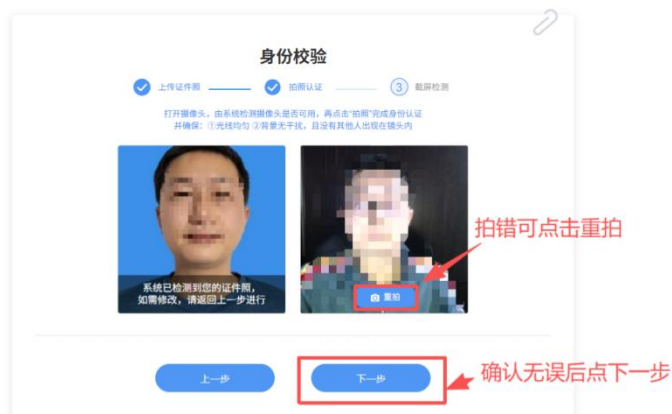 身份校验
上传证件照
拍照认证
3 截屏检测
打开摄像头，由系统检测摄像头是否可用，再点击“拍照”完成身份认证
并确保：①光线均匀 ②背景无干扰，且没有其他人出现在镜头内
系统已检测到您的证件照，
如需修改，请返回上一步进行
重拍
拍错可点击重拍
上一步
下一步
确认无误后点下一步